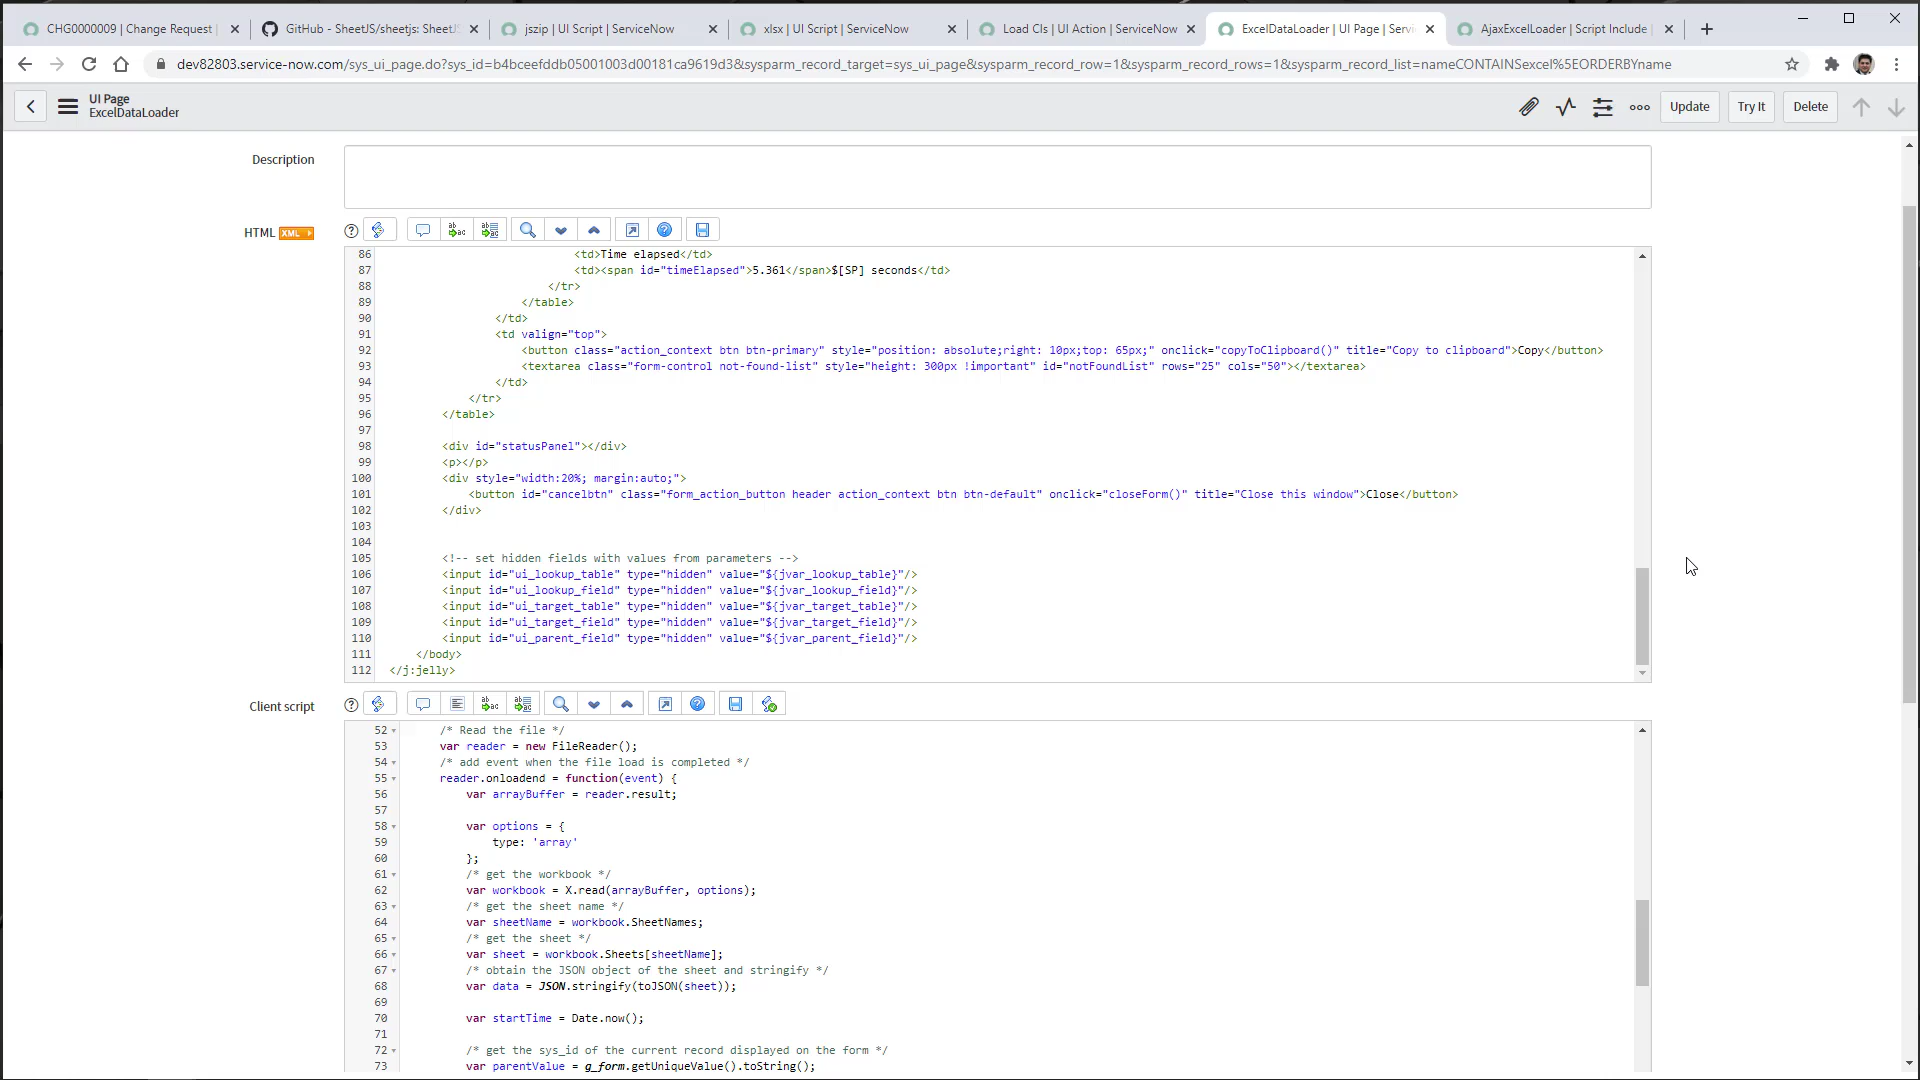 CHG0000009 | Change Request |
GitHub - SheetJS/sheetjs: SheetJS
jszip | UI Script | ServiceNow
xlsx | UI Script | ServiceNow
Load CIs | UI Action | ServiceNow
ExcelDataLoader | UI Page | Servi
AjaxExcelLoader | Script Include |
dev82803.service-now.com/sys_ui_page.do?sys_id=b4bceefddb05001003d00181ca9619d3&sysparm_record_target=sys_ui_page&sysparm_record_row=1&sysparm_record_rows=1&sysparm_record_list=nameCONTAINSexcel%5EORDERBYname
UI Page
ExcelDataLoader
Update
Try It
Delete
Description
HTML XML
86 <td>Time elapsed</td>
87 <td><span id="timeElapsed">5.361</span>$[SP] seconds</td>
88 </tr>
89 </table>
90 </td>
91 <td valign="top">
92 <button class="action_context btn btn-primary" style="position: absolute;right: 10px;top: 65px;" onclick="copyToClipboard()" title="Copy to clipboard">Copy</button>
93 <textarea class="form-control not-found-list" style="height: 300px !important" id="notFoundList" rows="25" cols="50"></textarea>
94 </td>
95 </tr>
96 </table>
97
98 <div id="statusPanel"></div>
99 <p></p>
100 <div style="width:20%; margin:auto;">
101 <button id="cancelbtn" class="form_action_button header action_context btn btn-default" onclick="closeForm()" title="Close this window">Close</button>
102 </div>
103
104
105 <!-- set hidden fields with values from parameters -->
106 <input id="ui_lookup_table" type="hidden" value="${jvar_lookup_table}"/>
107 <input id="ui_lookup_field" type="hidden" value="${jvar_lookup_field}"/>
108 <input id="ui_target_table" type="hidden" value="${jvar_target_table}"/>
109 <input id="ui_target_field" type="hidden" value="${jvar_target_field}"/>
110 <input id="ui_parent_field" type="hidden" value="${jvar_parent_field}"/>
111 </body>
112 </j:jelly>
Client script
52 /* Read the file */
53 var reader = new FileReader();
54 /* add event when the file load is completed */
55 reader.onloadend = function(event) {
56 var arrayBuffer = reader.result;
57
58 var options = {
59 type: 'array'
60 };
61 /* get the workbook */
62 var workbook = X.read(arrayBuffer, options);
63 /* get the sheet name */
64 var sheetName = workbook.SheetNames;
65 /* get the sheet */
66 var sheet = workbook.Sheets[sheetName];
67 /* obtain the JSON object of the sheet and stringify */
68 var data = JSON.stringify(toJSON(sheet));
69
70 var startTime = Date.now();
71
72 /* get the sys_id of the current record displayed on the form */
73 var parentValue = g_form.getUniqueValue().toString();